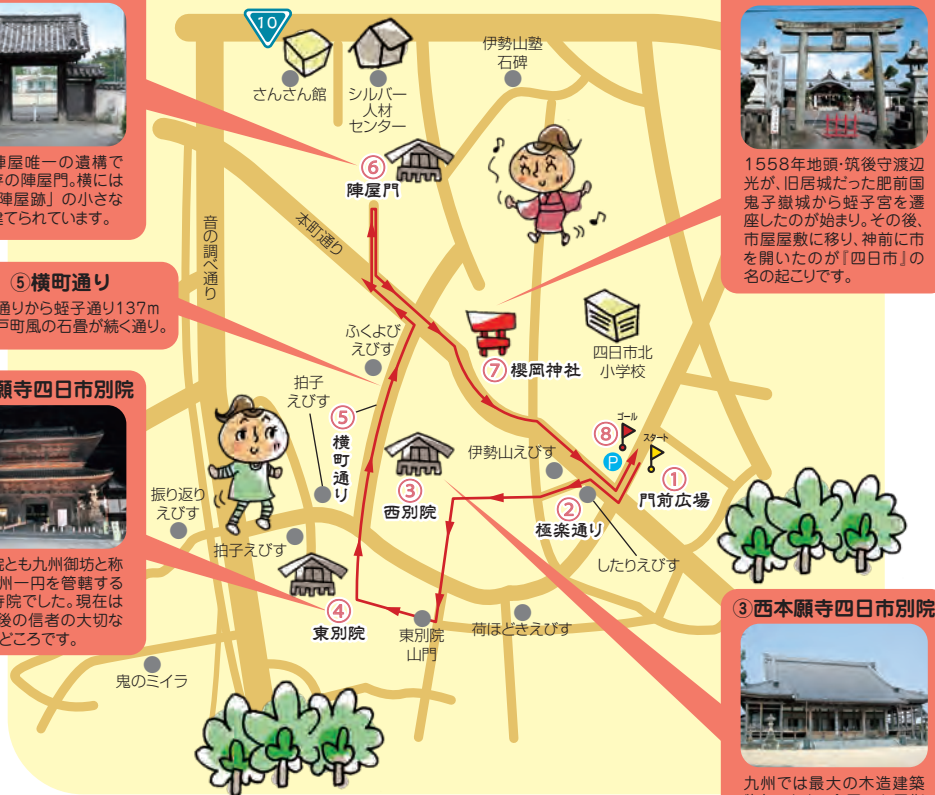 10
さんさん館
シルバー
人材
センター
伊勢山塾
石碑
陣屋唯一の遺構で
の陣屋門。横には
陣屋跡」の小さな
建てられています。
⑥
陣屋門
音の調べ通り
本町通り
1558年地頭・筑後守渡辺
光が、旧居城だった肥前国
鬼子嶽城から蛭子宮を遷
座したのが始まり。その後、
市屋屋敷に移り、神前に市
を開いたのが『四日市』の
名の起こりです。
⑤横町通り
通りから蛭子通り137m
戸町風の石畳が続く通り。
ふくよび
えびす
⑦櫻岡神社
四日市北
小学校
拍子
えびす
⑤
横町通り
願寺四日市別院
ゴール
⑧
スタート
P
①
門前広場
伊勢山えびす
③
西別院
②
極楽通り
振り返り
えびす
拍子えびす
したりえびす
院とも九州御坊と称
州一円を管轄する
寺院でした。現在は
後の信者の大切な
どころです。
④
東別院
東別院
山門
荷ほどきえびす
鬼のミイラ
③西本願寺四日市別院
九州では最大の木造建築